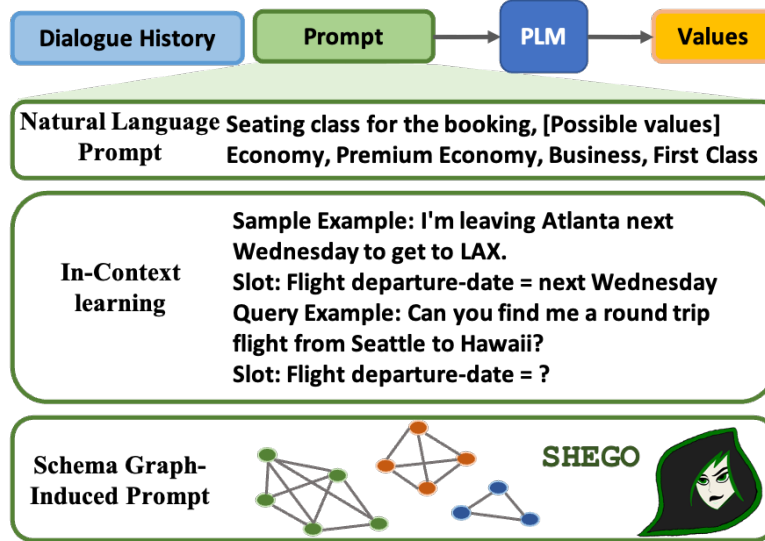 Dialogue History
Prompt
PLM
Values
Natural Language
Prompt
Seating class for the booking, [Possible values]
Economy, Premium Economy, Business, First Class
In-Context
learning
Sample Example: I'm leaving Atlanta next
Wednesday to get to LAX.
Slot: Flight departure-date = next Wednesday
Query Example: Can you find me a round trip
flight from Seattle to Hawaii?
Slot: Flight departure-date = ?
Schema Graph-
Induced Prompt
SHEGO